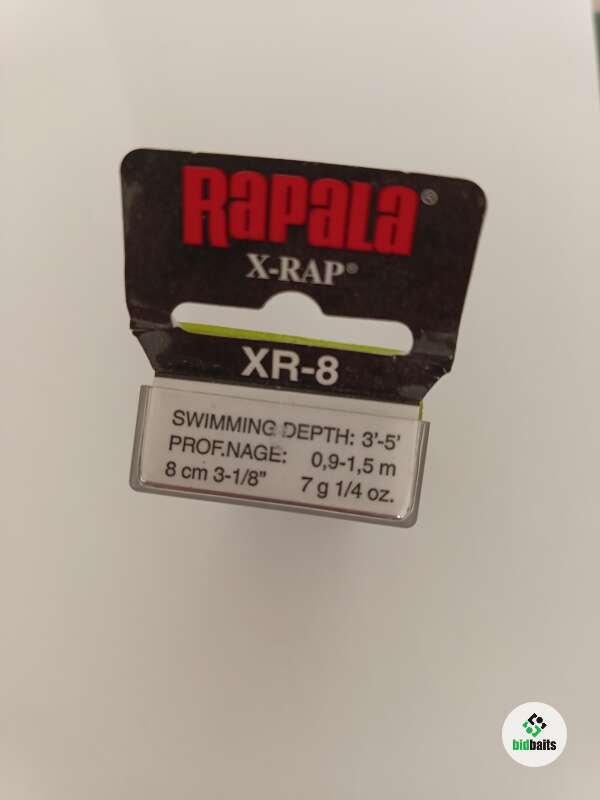 RAPALA®
X-RAP®
XR-8
SWIMMING DEPTH: 3'-5'
PROF.NAGE: 0,9-1,5 m
8 cm 3-1/8" 7 g 1/4 oz.
bidbaits